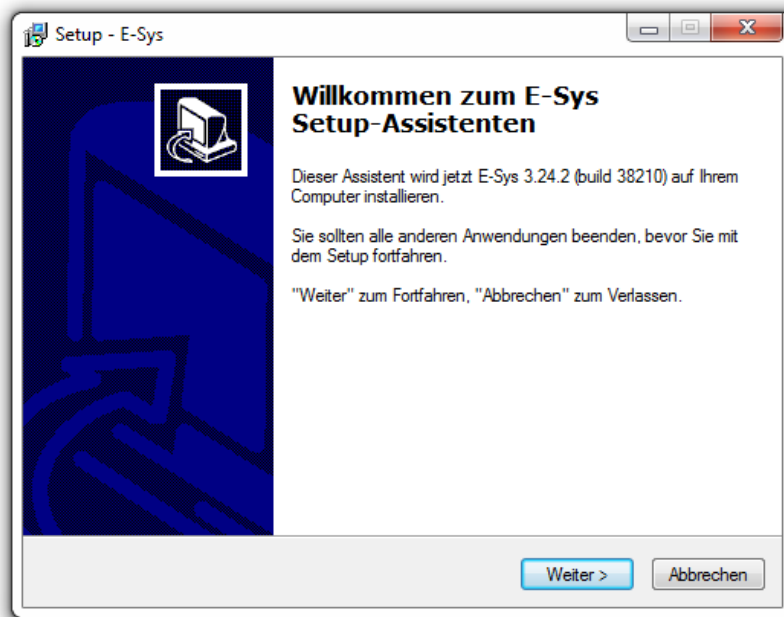 Setup - E-Sys
Willkommen zum E-Sys
Setup-Assistenten
Dieser Assistent wird jetzt E-Sys 3.24.2 (build 38210) auf Ihrem
Computer installieren.
Sie sollten alle anderen Anwendungen beenden, bevor Sie mit
dem Setup fortfahren.
"Weiter" zum Fortfahren, "Abbrechen" zum Verlassen.
Weiter >
Abbrechen